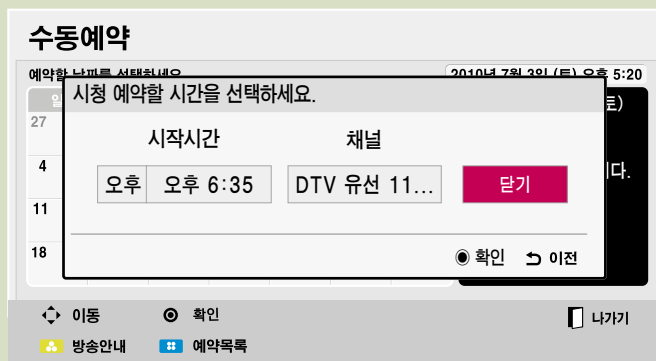 수동예약
2010년 7월 3일 (토) 오후 5:20
시청 예약할 시간을 선택하세요.
시작시간 채널
오후 오후 6:35 DTV 유선 11... 닫기
확인 이전
27
4
11
18
이동 확인 나가기
방송안내 예약목록